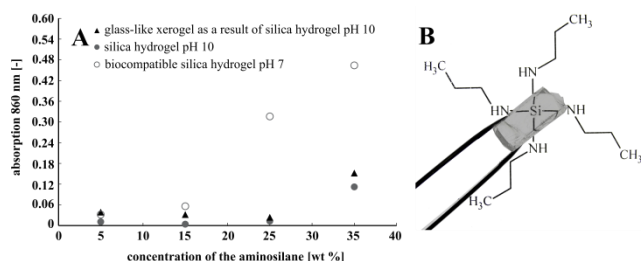 A
glass-like xerogel as a result of silica hydrogel pH 10
silica hydrogel pH 10
biocompatible silica hydrogel pH 7
absorption 860 nm [-]
0.60
0.54
0.48
0.42
0.36
0.30
0.24
0.18
0.12
0.06
0 5 10 15 20 25 30 35 40
concentration of the aminosilane [wt %]
B
CH₃
H₃C
HN
HN Si NH
NH
CH₃
H₃C